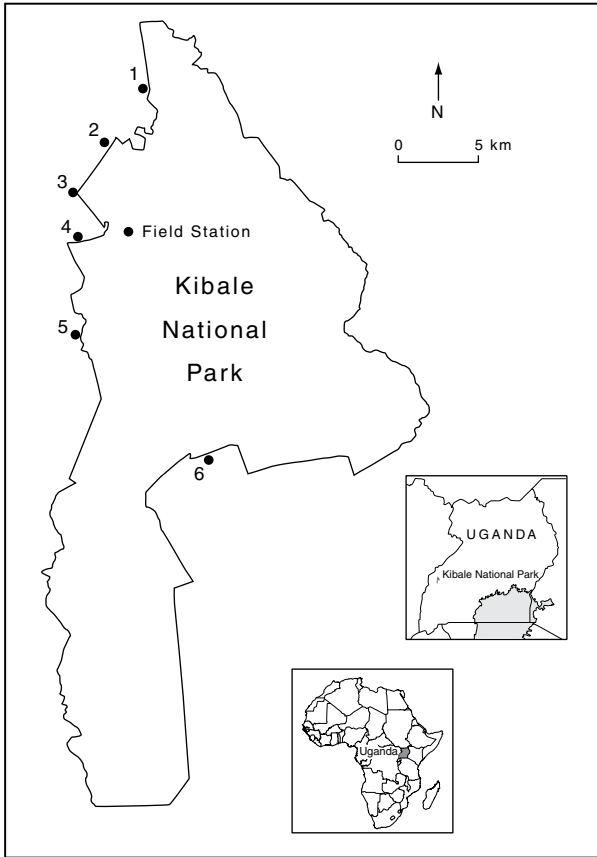 1
2
N
0 5 km
3
4
Field Station
Kibale
National
5
Park
6
UGANDA
Kibale National Park
Uganda